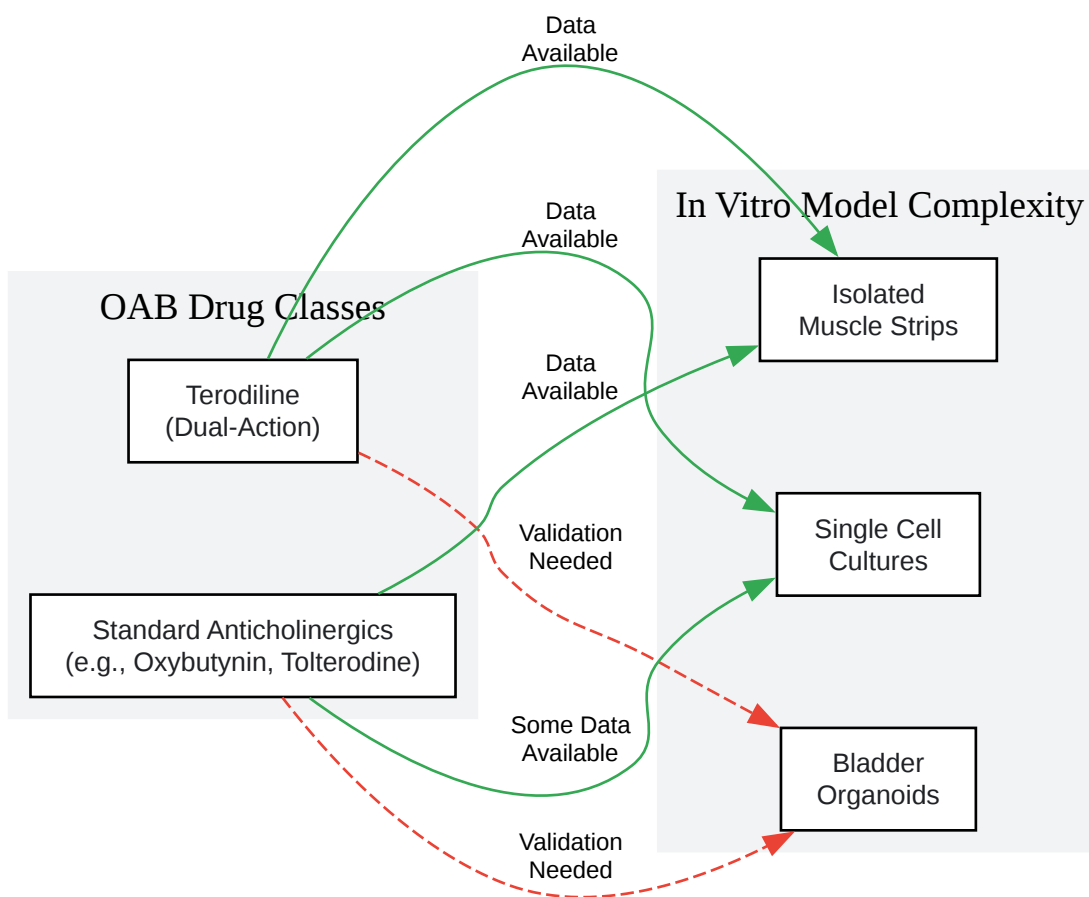 Data
Available
In Vitro Model Complexity
Data
Available
Isolated
Muscle Strips
OAB Drug Classes
Data
Available
Terodiline
(Dual-Action)
Validation
Needed
Single Cell
Cultures
Standard Anticholinergics
(e.g., Oxybutynin, Tolterodine)
Some Data
Available
Bladder
Organoids
Validation
Needed